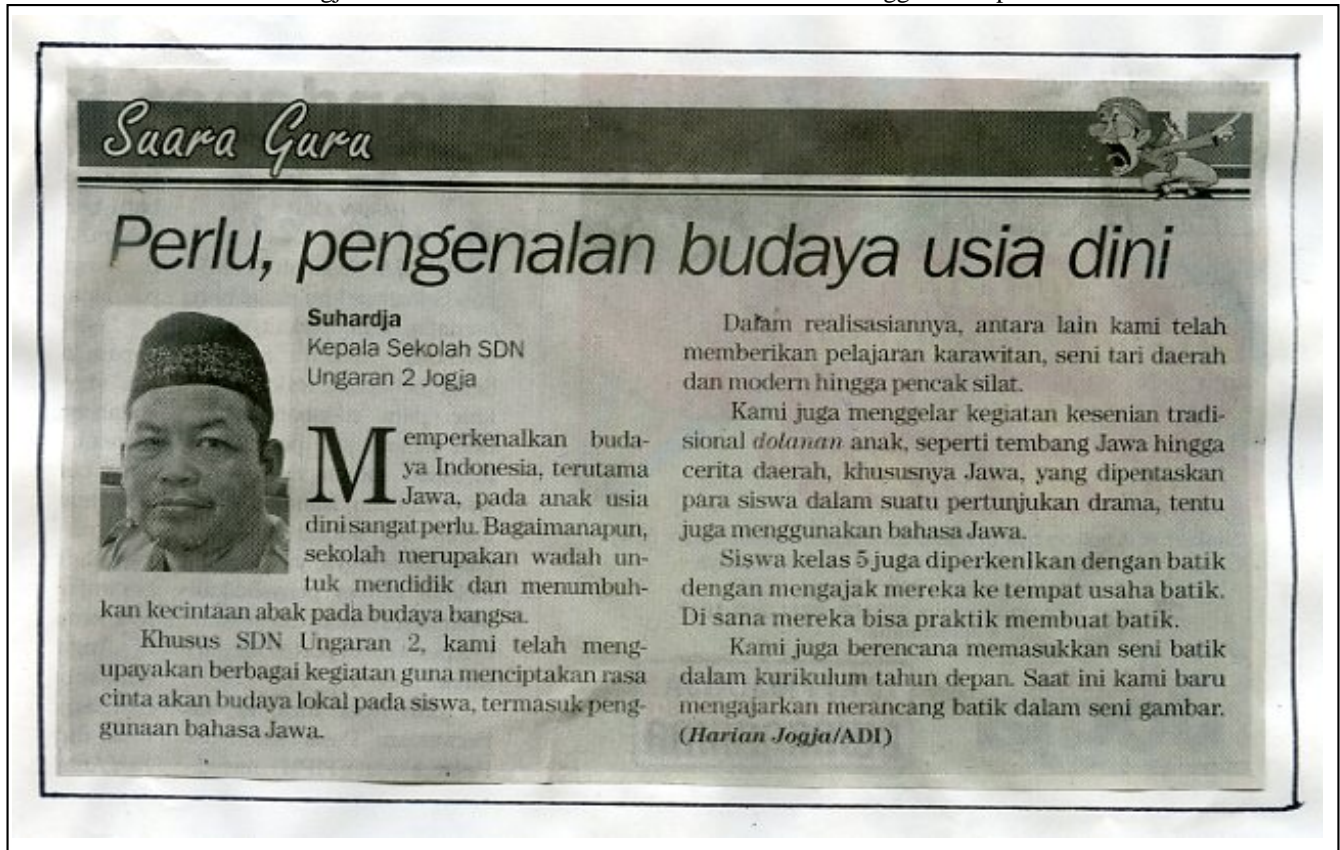 Suara Guru
Perlu, pengenalan budaya usia dini
Suhardja
Kepala Sekolah SDN
Ungaran 2 Jogja
Memperkenalkan buda-
ya Indonesia, terutama
Jawa, pada anak usia
dini sangat perlu. Bagaimanapun,
sekolah merupakan wadah un-
tuk mendidik dan menumbuh-
kan kecintaan abak pada budaya bangsa.
Khusus SDN Ungaran 2, kami telah meng-
upayakan berbagai kegiatan guna menciptakan rasa
cinta akan budaya lokal pada siswa, termasuk peng-
gunaan bahasa Jawa.
Dalam realisasiannya, antara lain kami telah
memberikan pelajaran karawitan, seni tari daerah
dan modern hingga pencak silat.
Kami juga menggelar kegiatan kesenian tradi-
sional dolanan anak, seperti tembang Jawa hingga
cerita daerah, khususnya Jawa, yang dipentaskan
para siswa dalam suatu pertunjukan drama, tentu
juga menggunakan bahasa Jawa.
Siswa kelas 5 juga diperkenlkan dengan batik
dengan mengajak mereka ke tempat usaha batik.
Di sana mereka bisa praktik membuat batik.
Kami juga berencana memasukkan seni batik
dalam kurikulum tahun depan. Saat ini kami baru
mengajarkan merancang batik dalam seni gambar.
(Harian Jogja/ADI)